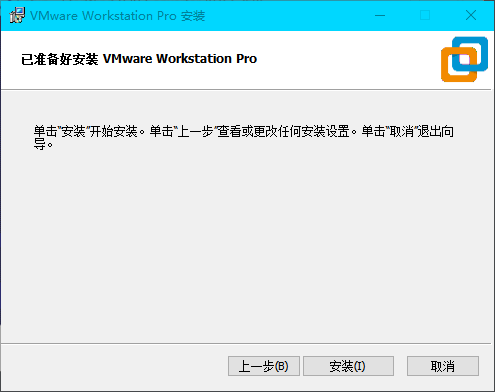 VMware Workstation Pro 安装
已准备好安装 VMware Workstation Pro
单击“安装”开始安装。单击“上一步”查看或更改任何安装设置。单击“取消”退出向
导。
上一步(B)
安装(I)
取消